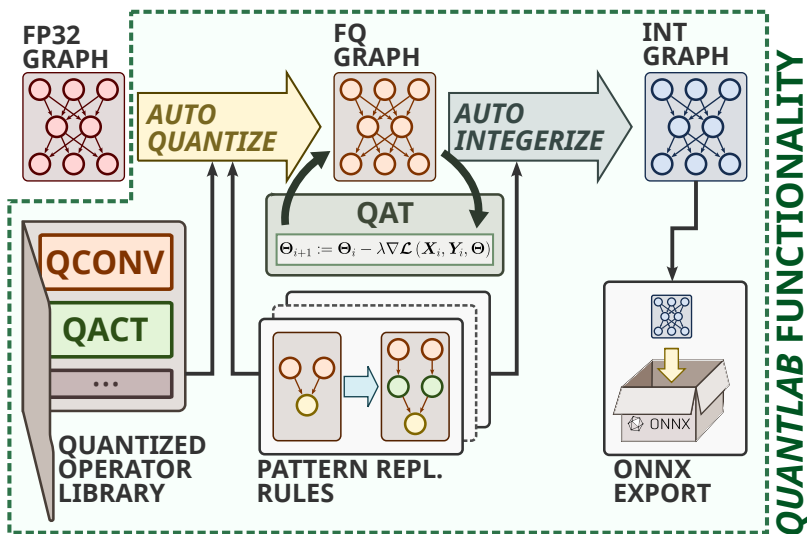 FP32
GRAPH
FQ
GRAPH
INT
GRAPH
AUTO
QUANTIZE
AUTO
INTEGERIZE
QAT
Θ_{i+1} := Θ_i − λ∇𝓛 (X_i, Y_i, Θ)
QCONV
QACT
...
QUANTIZED
OPERATOR
LIBRARY
PATTERN REPL.
RULES
ONNX
ONNX
EXPORT
QUANTLAB FUNCTIONALITY